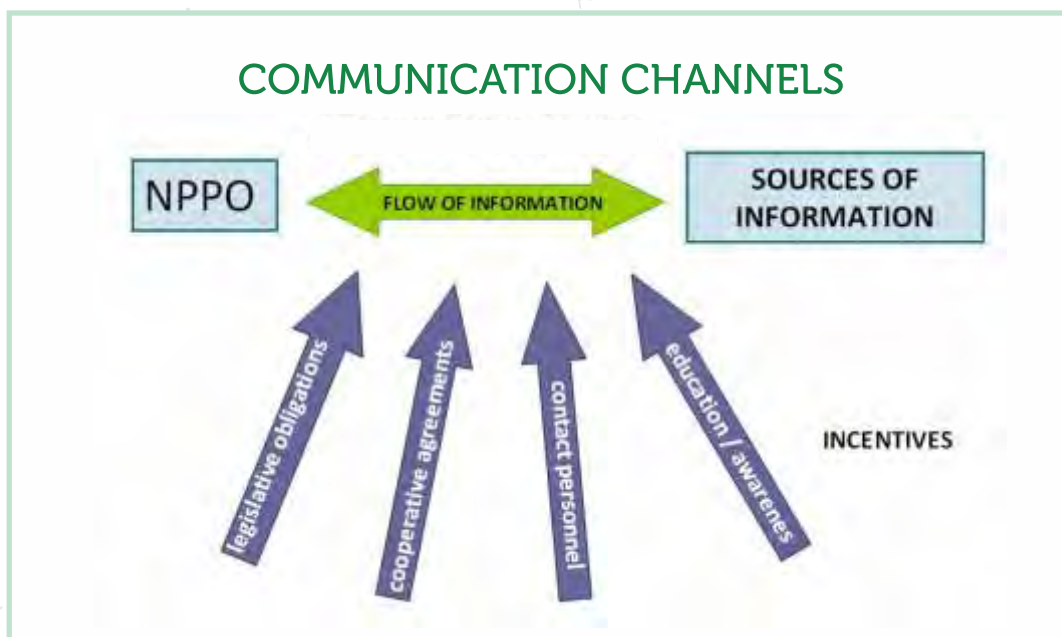 COMMUNICATION CHANNELS
NPPO
FLOW OF INFORMATION
SOURCES OF
INFORMATION
legislative obligations
cooperative agreements
contact personnel
education / awarenes
INCENTIVES